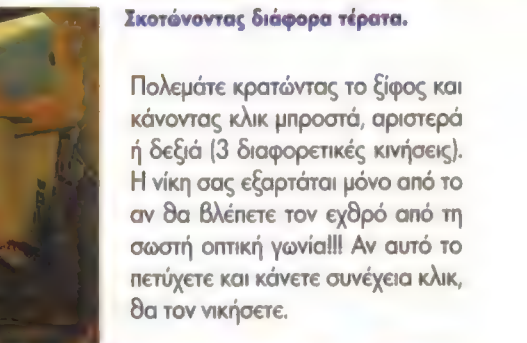 Σκοτώνοντας διάφορα τέρατα.
Πολεμάτε κρατώντας το ξίφος και
κάνοντας κλικ μπροστά, αριστερά
ή δεξιά (3 διαφορετικές κινήσεις).
Η νίκη σας εξαρτάται μόνο από το
αν θα βλέπετε τον εχθρό από τη
σωστή οπτική γωνία!!! Αν αυτό το
πετύχετε και κάνετε συνέχεια κλικ,
θα τον νικήσετε.